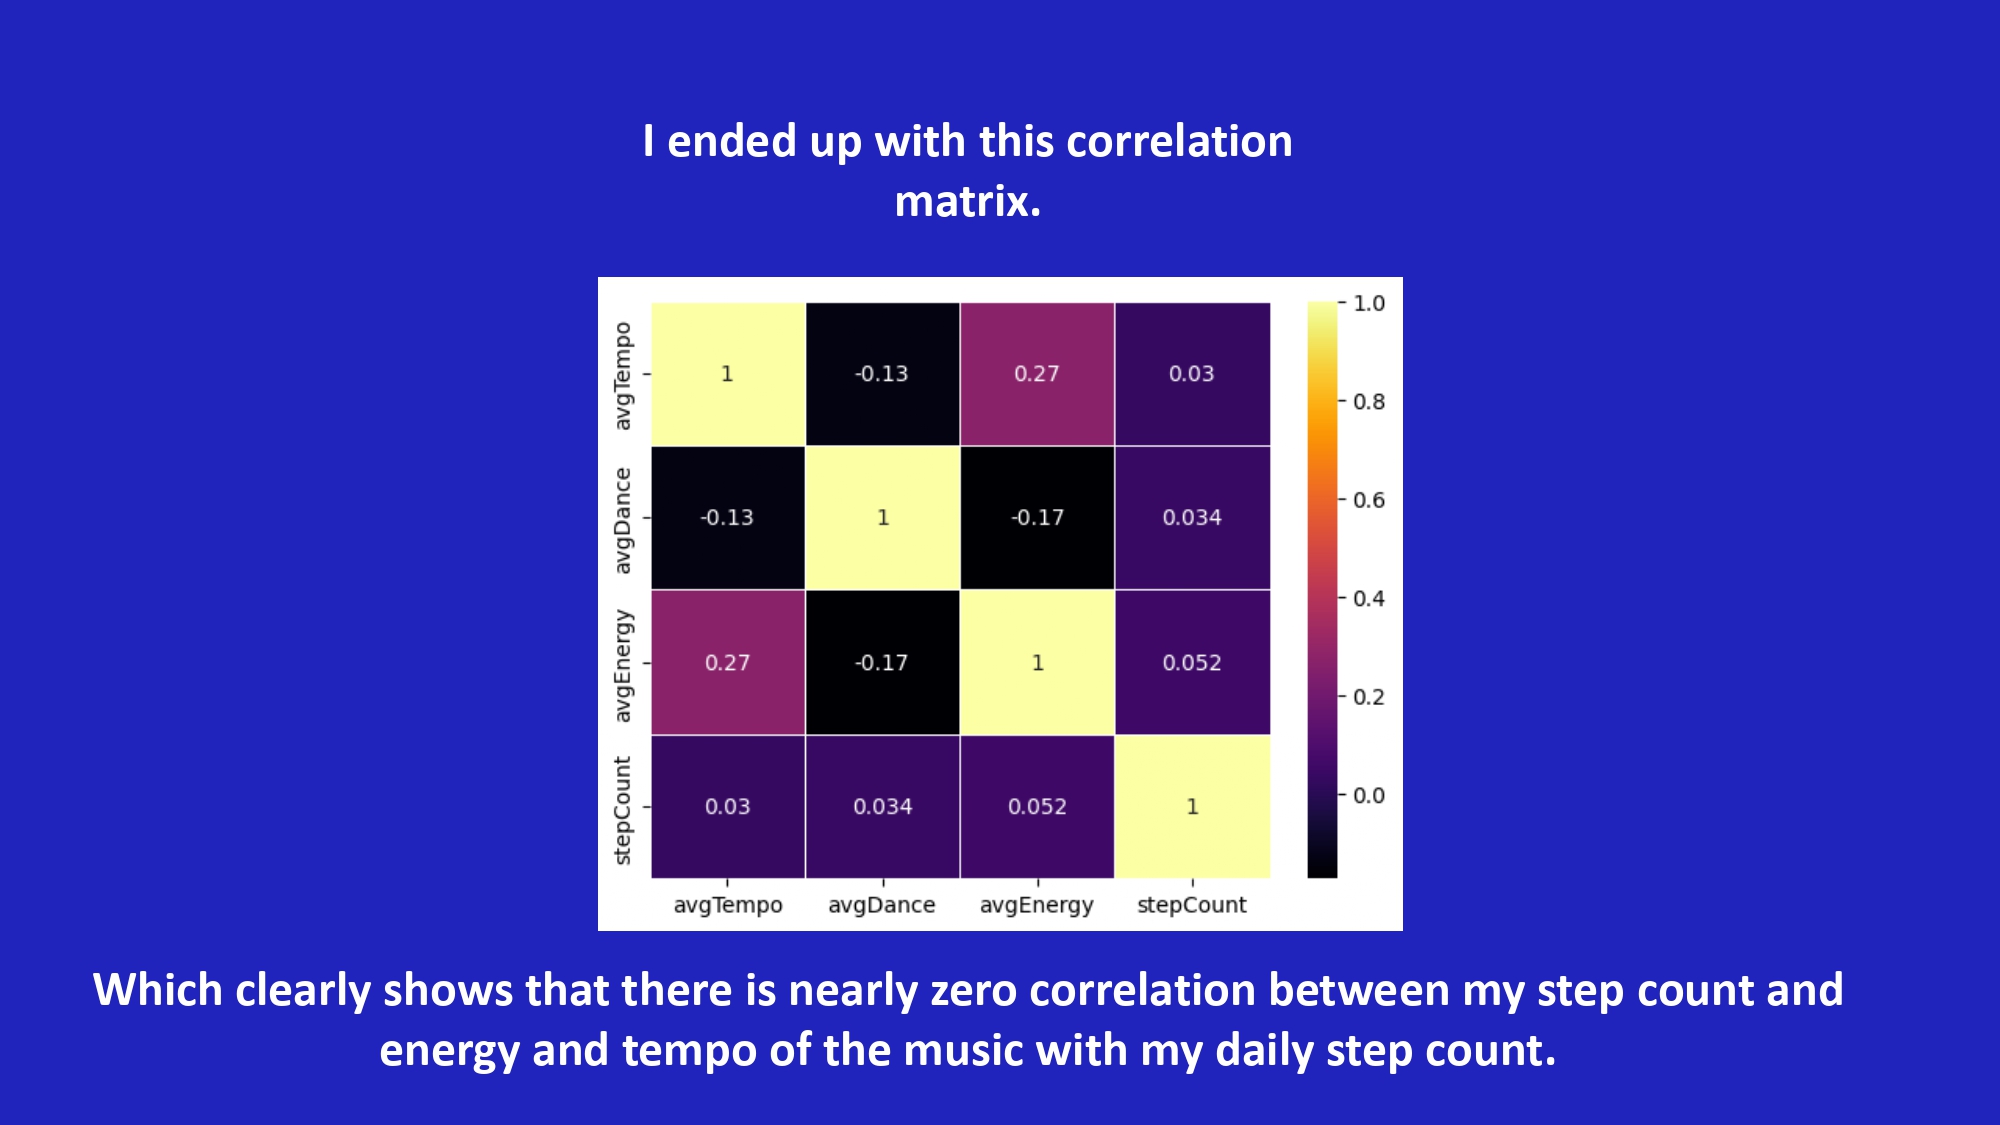 I ended up with this correlation
matrix.
avgTempo 1 -0.13 0.27 0.03
avgDance -0.13 1 -0.17 0.034
avgEnergy 0.27 -0.17 1 0.052
stepCount 0.03 0.034 0.052 1
avgTempo avgDance avgEnergy stepCount
1.0
0.8
0.6
0.4
0.2
0.0
Which clearly shows that there is nearly zero correlation between my step count and
energy and tempo of the music with my daily step count.